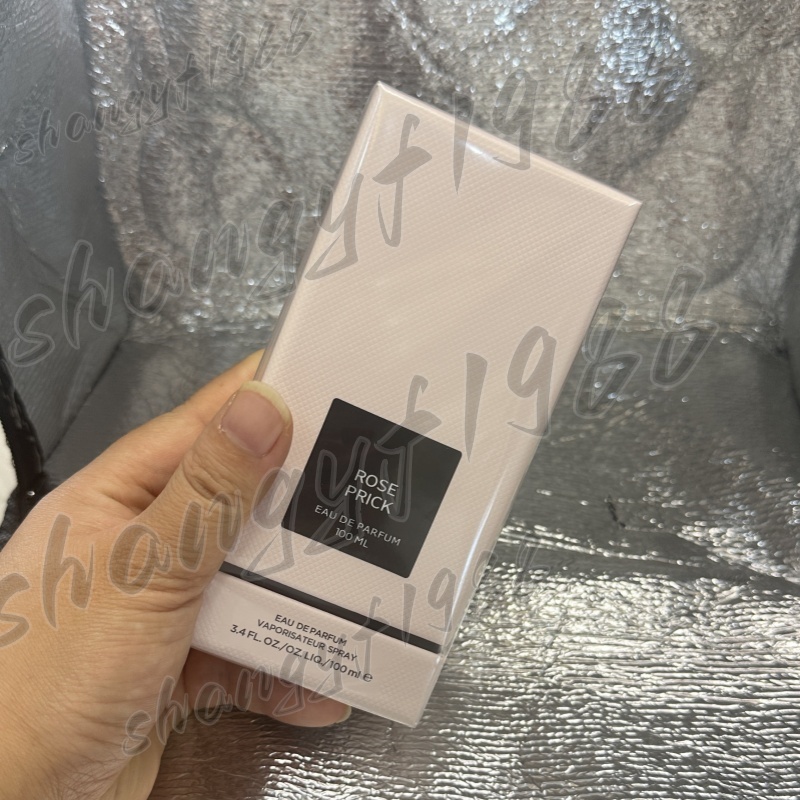 shangyf1988
shangyf1988
shangyf1988
shangyf1988
ROSE
PRICK
EAU DE PARFUM
100 ML
EAU DE PARFUM
VAPORISATEUR SPRAY
3.4 FL. OZ./OZ. LIQ./100 ml ℮